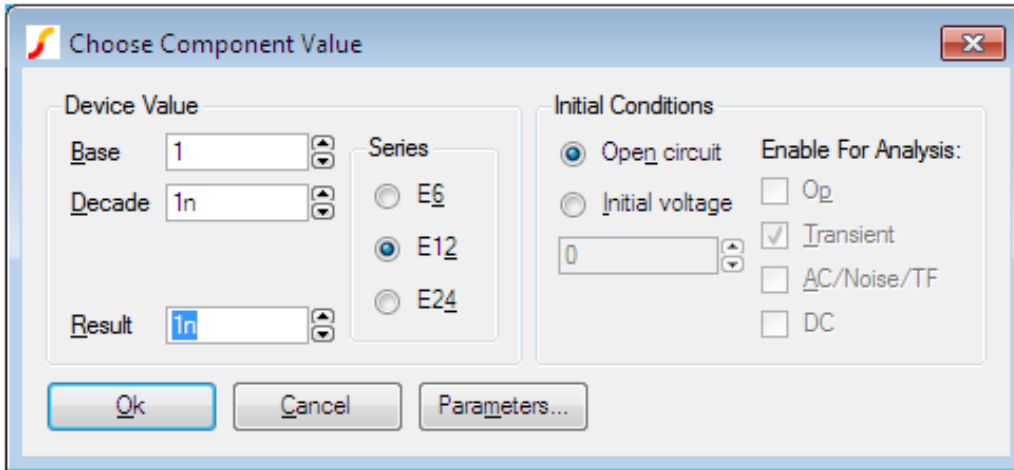 Choose Component Value
Device Value
Base 1
Decade 1n
Result 1n
Series
E6
E12
E24
Initial Conditions
Open circuit
Initial voltage
0
Enable For Analysis:
Op
Transient
AC/Noise/TF
DC
Ok Cancel Parameters...